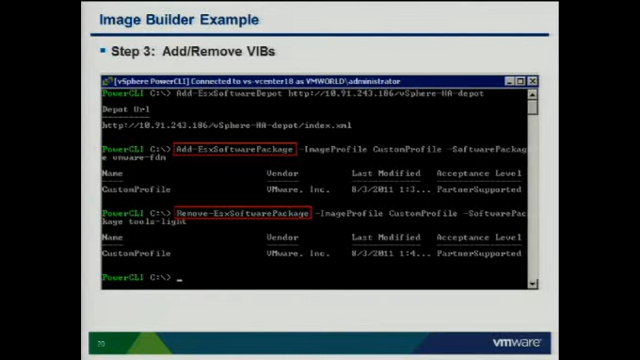 Image Builder Example
Step 3: Add/Remove VIBs
[vSphere PowerCLI] Connected to vs-vcenter18 as VMWORLD\administrator
PowerCLI C:\> Add-EsxSoftwareDepot http://10.91.243.186/vSphere-HA-depot
Depot Url
http://10.91.243.186/vSphere-HA-depot/index.xml
PowerCLI C:\> Add-EsxSoftwarePackage -ImageProfile CustomProfile -SoftwarePackag
e vmware-fdm
Name Vendor Last Modified Acceptance Level
CustomProfile VMware, Inc. 8/3/2011 1:3... PartnerSupported
PowerCLI C:\> Remove-EsxSoftwarePackage -ImageProfile CustomProfile -SoftwarePac
kage tools-light
Name Vendor Last Modified Acceptance Level
CustomProfile VMware, Inc. 8/3/2011 1:4... PartnerSupported
PowerCLI C:\> _
vmware